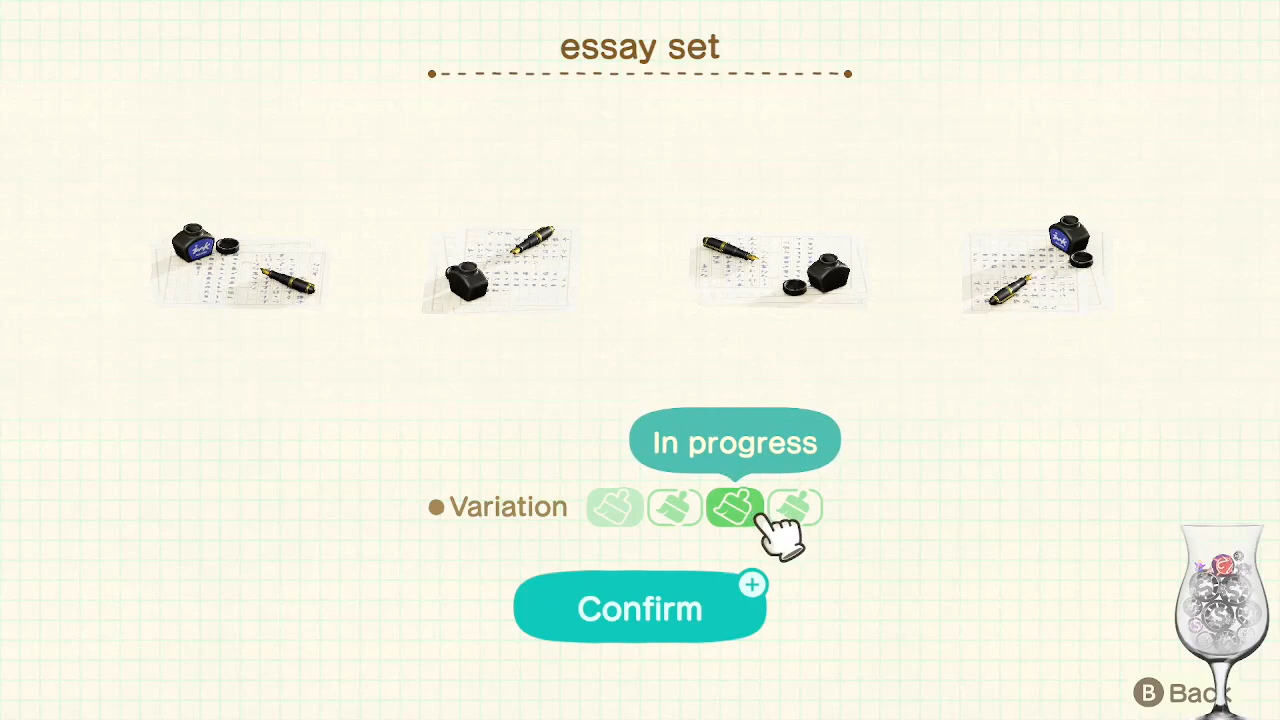 essay set
In progress
Variation
Confirm
B Back